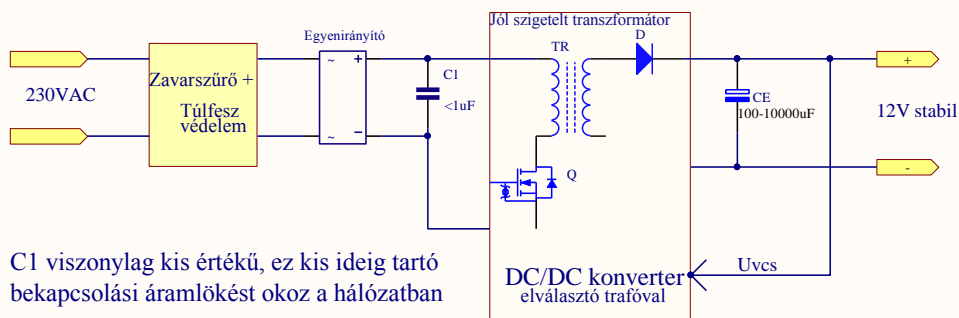 Jól szigetelt transzformátor
Egyenirányító
TR
D
230VAC
Zavarszűrő +
Túlfesz
védelem
~
~
+
−
C1
<1uF
Q
CE
100-10000uF
+
12V stabil
-
C1 viszonylag kis értékű, ez kis ideig tartó
bekapcsolási áramlökést okoz a hálózatban
DC/DC konverter
elválasztó trafóval
Uvcs